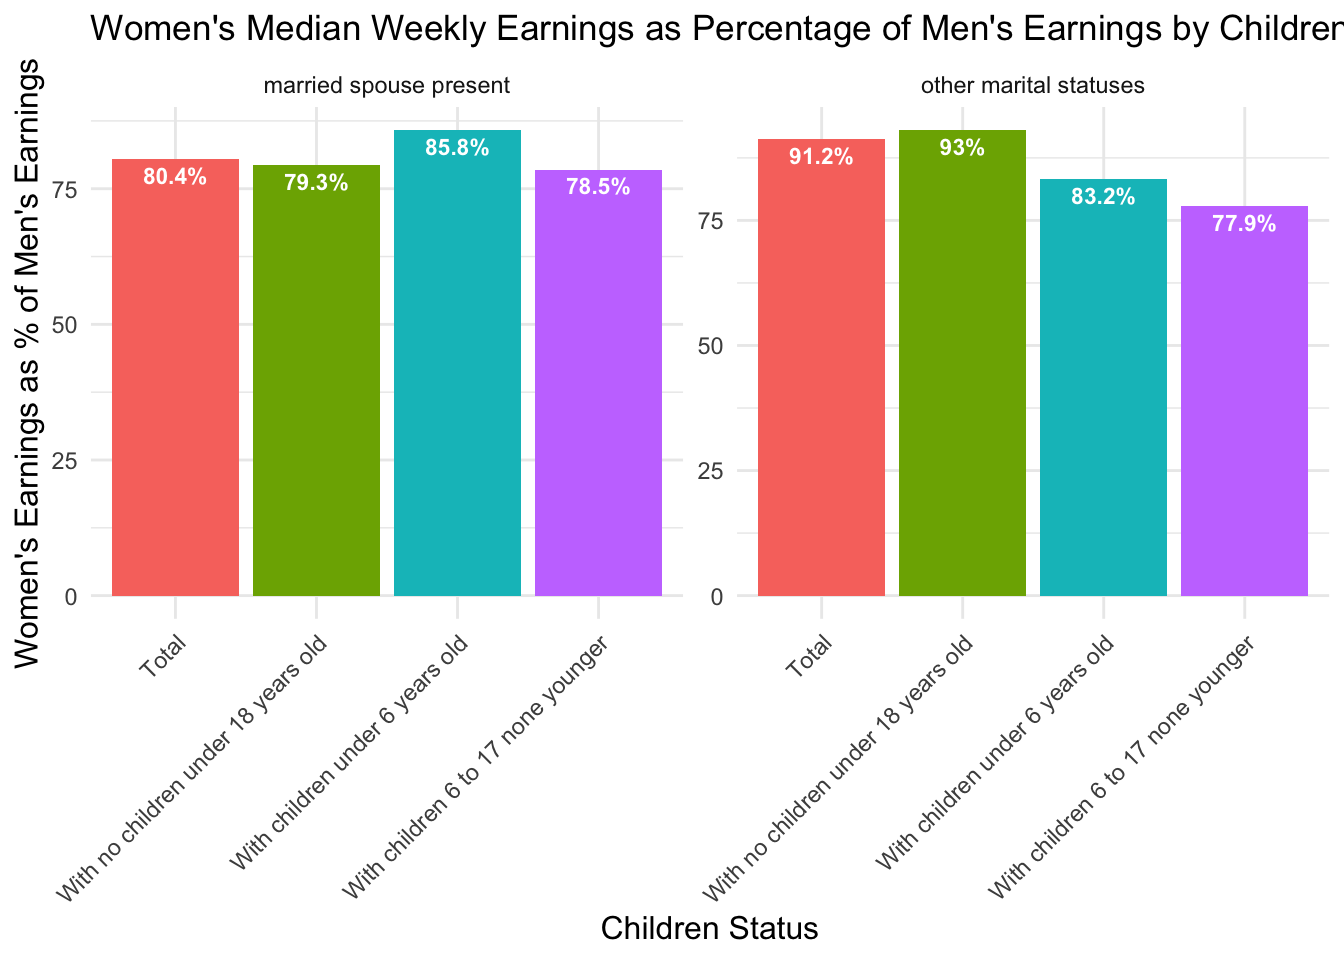 Women's Median Weekly Earnings as Percentage of Men's Earnings by Children
married spouse present
other marital statuses
Women's Earnings as % of Men's Earnings
75
50
25
0
80.4%
79.3%
85.8%
78.5%
75
50
25
0
91.2%
93%
83.2%
77.9%
Total
With no children under 18 years old
With children under 6 years old
With children 6 to 17 none younger
Total
With no children under 18 years old
With children under 6 years old
With children 6 to 17 none younger
Children Status